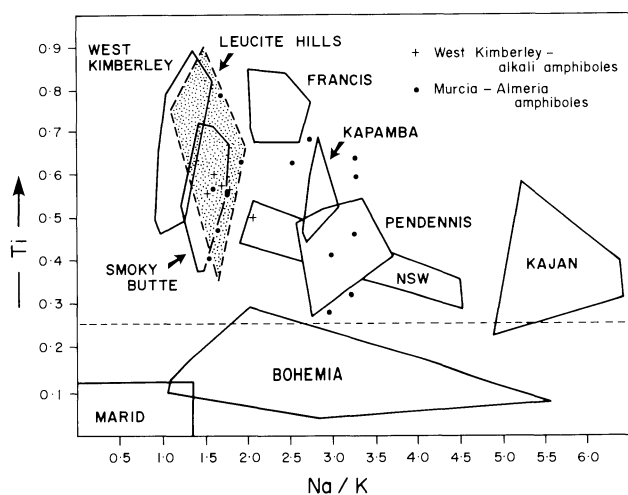 WEST
KIMBERLEY
LEUCITE HILLS
FRANCIS
KAPAMBA
+ West Kimberley – alkali amphiboles
• Murcia – Almeria amphiboles
PENDENNIS
SMOKY
BUTTE
NSW
KAJAN
BOHEMIA
MARID
Ti
0·9
0·8
0·7
0·6
0·5
0·4
0·3
0·2
0·1
0·5 1·0 1·5 2·0 2·5 3·0 3·5 4·0 4·5 5·0 5·5 6·0
Na / K